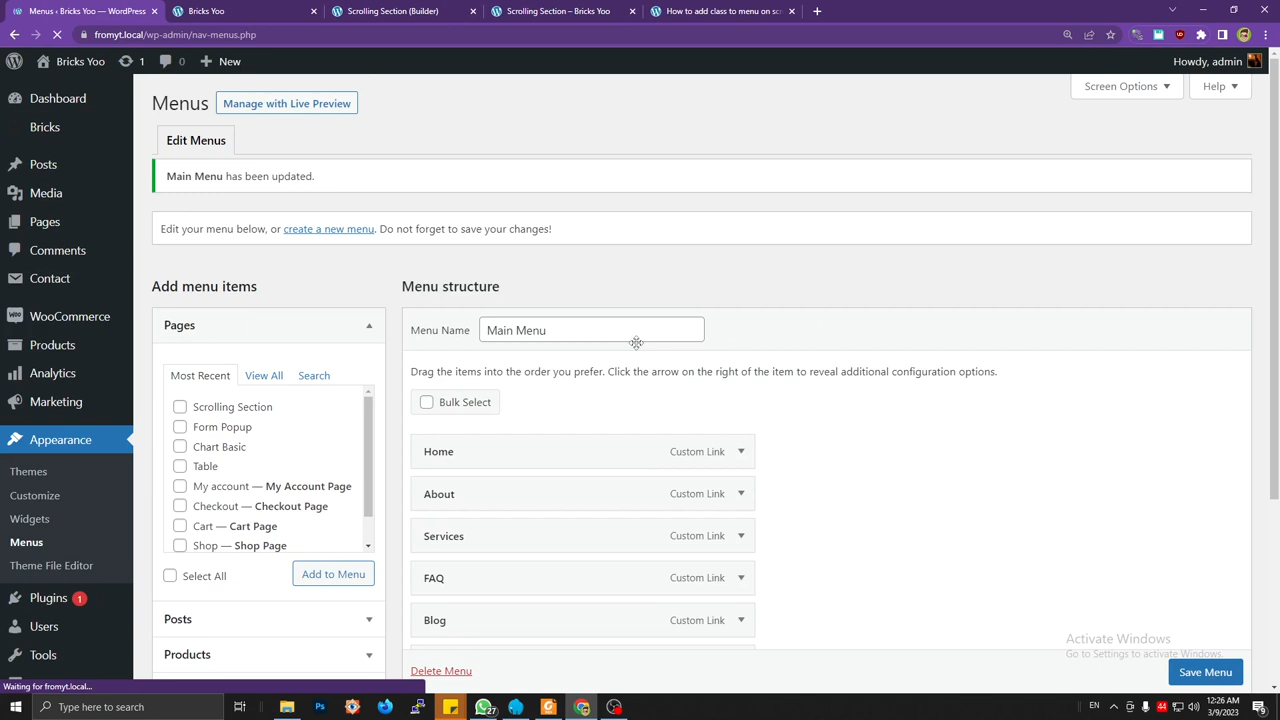 Bricks Yoo
Scrolling Section (Builder)
Scrolling Section – Bricks Yoo
How to add class to menu on scr
fromyt.local/wp-admin/nav-menus.php
Bricks Yoo
1
0
New
Howdy, admin
Screen Options
Help
Dashboard
Bricks
Posts
Media
Pages
Comments
Contact
WooCommerce
Products
Analytics
Marketing
Appearance
Themes
Customize
Widgets
Menus
Theme File Editor
Plugins 1
Users
Tools
Menus
Manage with Live Preview
Edit Menus
Main Menu has been updated.
Edit your menu below, or create a new menu. Do not forget to save your changes!
Add menu items
Pages
Most Recent
View All
Search
Scrolling Section
Form Popup
Chart Basic
Table
My account — My Account Page
Checkout — Checkout Page
Cart — Cart Page
Shop — Shop Page
Select All
Add to Menu
Posts
Products
Menu structure
Menu Name
Main Menu
Drag the items into the order you prefer. Click the arrow on the right of the item to reveal additional configuration options.
Bulk Select
Home
Custom Link
About
Custom Link
Services
Custom Link
FAQ
Custom Link
Blog
Custom Link
Delete Menu
Save Menu
Activate Windows
Go to Settings to activate Windows.
Waiting for fromyt.local...
Type here to search
27
EN
44
12:26 AM
3/9/2023